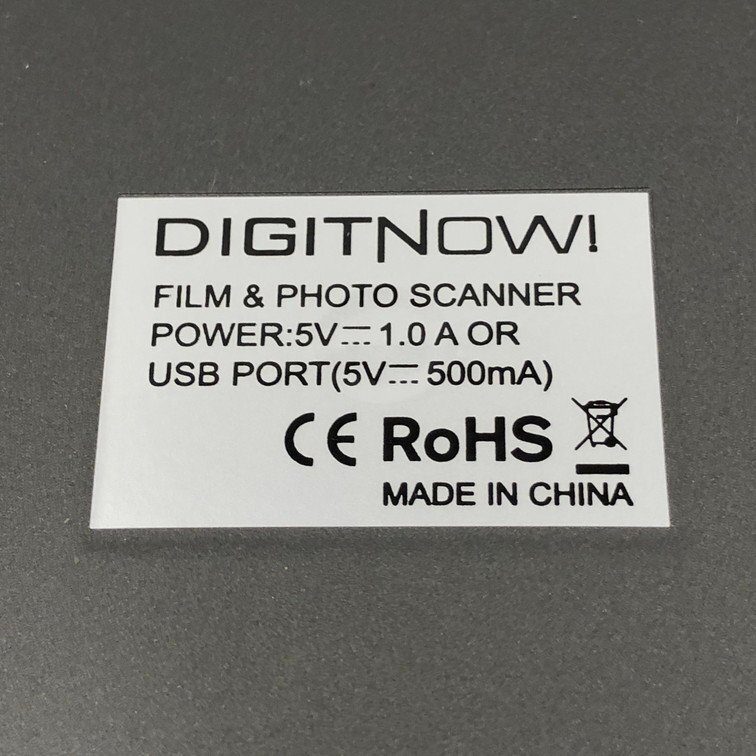 DIGITNOW!
FILM & PHOTO SCANNER
POWER:5V⎓1.0 A OR
USB PORT(5V⎓500mA)
CE RoHS
MADE IN CHINA